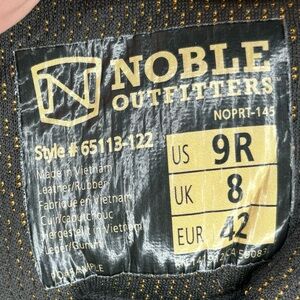 NOBLE
OUTFITTERS
NOPRT-145
Style # 65113-122
Made in Vietnam
Leather/Rubber
Fabriqué en Vietnam
Cuir/caoutchouc
Hergestellt in Vietnam
Leder/Gummi
US 9R
UK 8
EUR 42